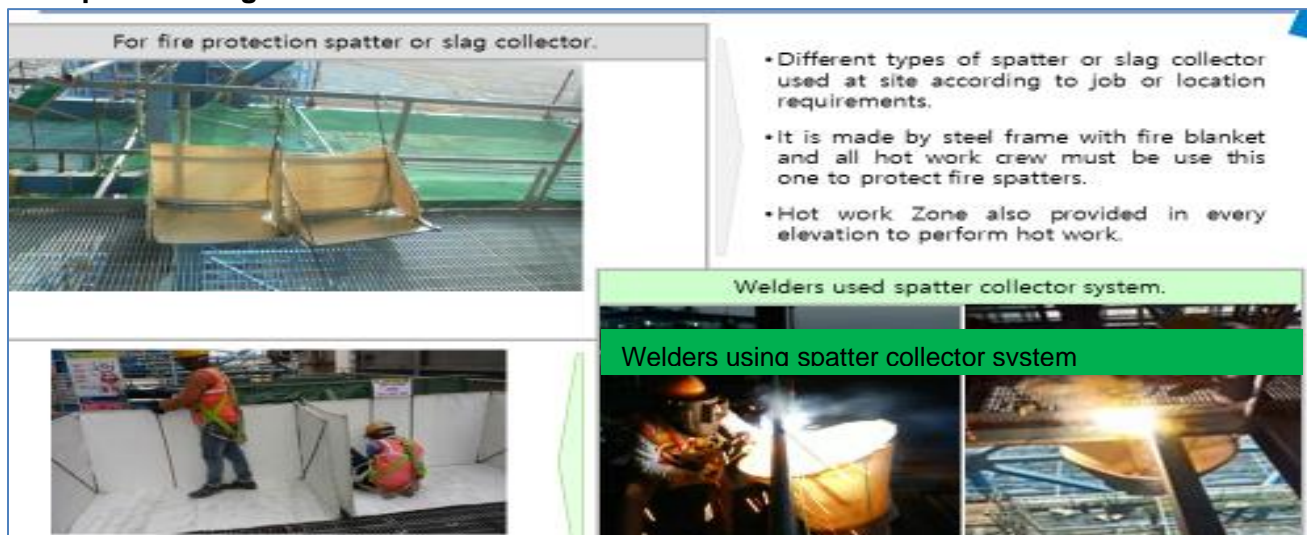 For fire protection spatter or slag collector.
•Different types of spatter or slag collector
used at site according to job or location
requirements.
•It is made by steel frame with fire blanket
and all hot work crew must be use this
one to protect fire spatters.
•Hot work Zone also provided in every
elevation to perform hot work.
Welders used spatter collector system.
Welders using spatter collector system